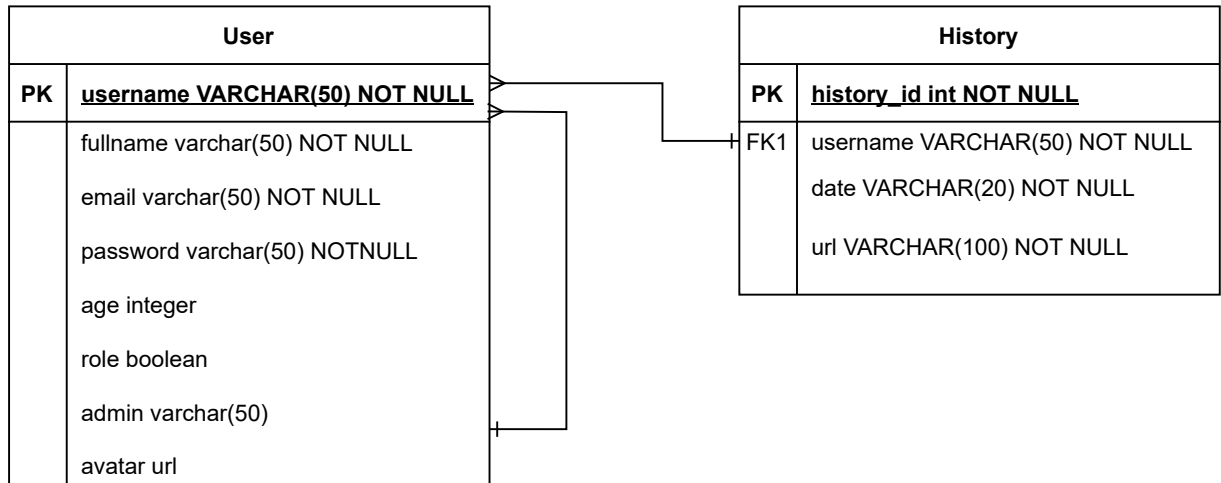 User
PK username VARCHAR(50) NOT NULL
fullname varchar(50) NOT NULL
email varchar(50) NOT NULL
password varchar(50) NOTNULL
age integer
role boolean
admin varchar(50)
avatar url
History
PK history_id int NOT NULL
FK1 username VARCHAR(50) NOT NULL
date VARCHAR(20) NOT NULL
url VARCHAR(100) NOT NULL